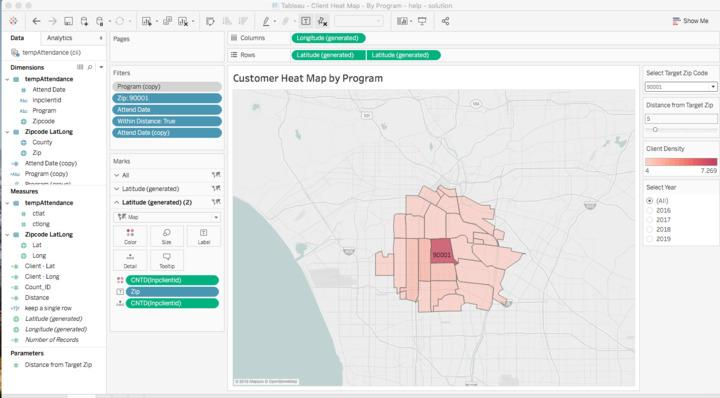 Tableau - Client Heat Map - By Program - help - solution
Show Me
Data
Analytics
tempAttendance (cii)
Dimensions
tempAttendance
Attend Date
Inpclientid
Program
Zipcode
Zipcode LatLong
County
Zip
Attend Date (copy)
Program (copy)
Measures
tempAttendance
ctlat
ctlong
Zipcode LatLong
Lat
Long
Client - Lat
Client - Long
Count_ID
Distance
keep a single row
Latitude (generated)
Longitude (generated)
Number of Records
Parameters
Distance from Target Zip
Pages
Filters
Program (copy)
Zip: 90001
Attend Date
Within Distance: True
Attend Date (copy)
Marks
All
Latitude (generated)
Latitude (generated) (2)
Map
Color
Size
Label
Detail
Tooltip
CNTD(Inpclientid)
Zip
CNTD(Inpclientid)
Columns
Longitude (generated)
Rows
Latitude (generated)
Latitude (generated)
Customer Heat Map by Program
90001
© 2019 Mapbox © OpenStreetMap
Select Target Zip Code
90001
Distance from Target Zip
5
Client Density
4
7.269
Select Year
(All)
2016
2017
2018
2019